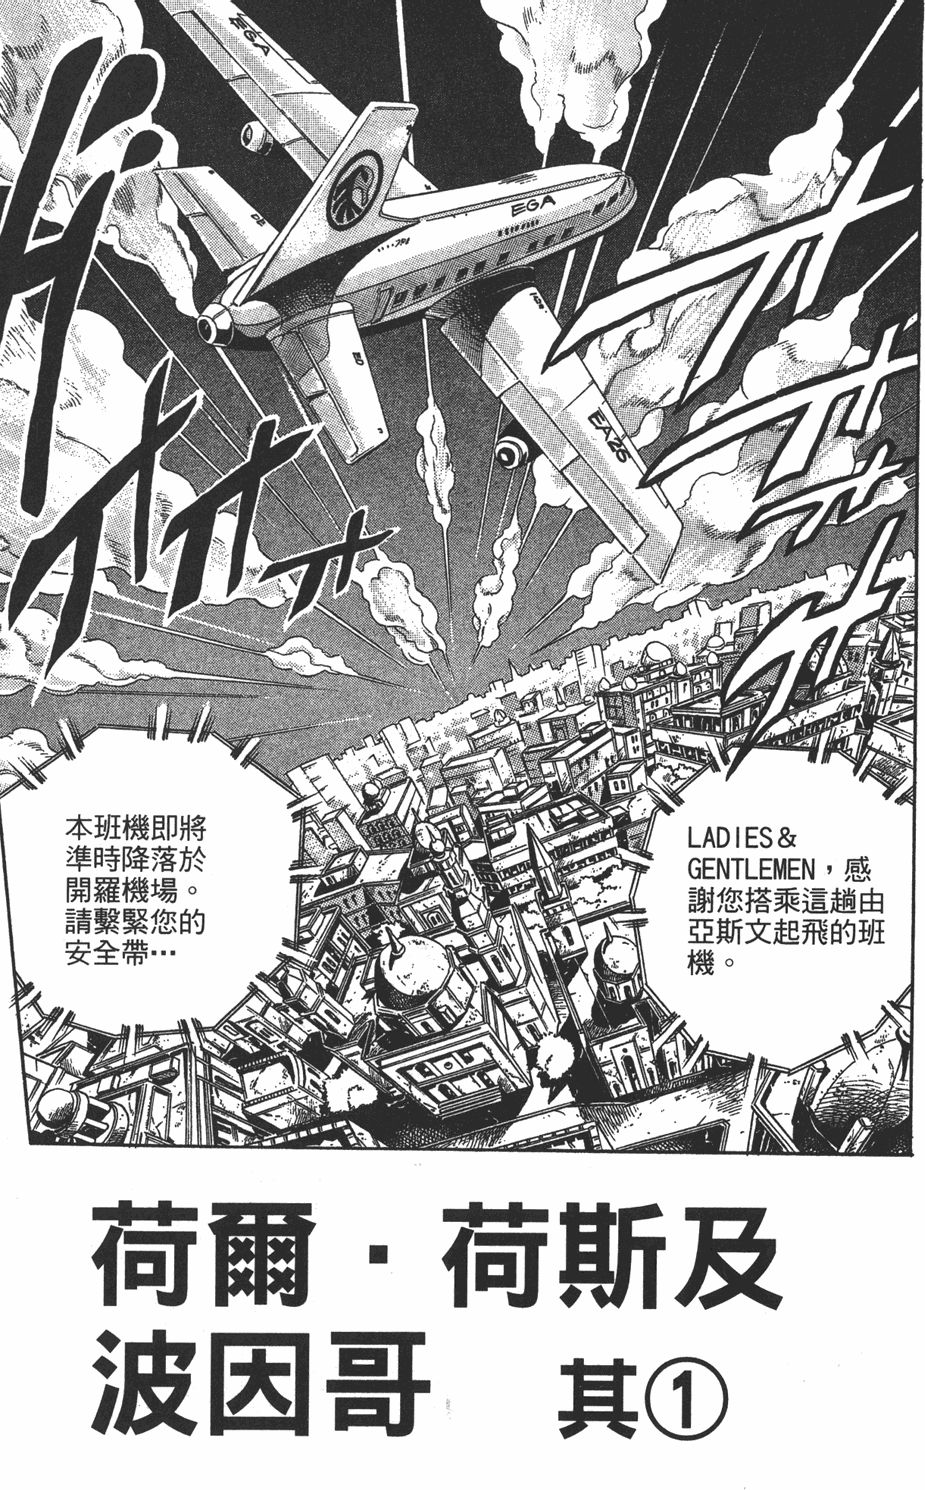 EGA
EGA
EA25
LADIES&
GENTLEMEN，感
謝您搭乘這趟由
亞斯文起飛的班
機。
本班機即將
準時降落於
開羅機場。
請繫緊您的
安全帶…
荷爾·荷斯及
波因哥 其①